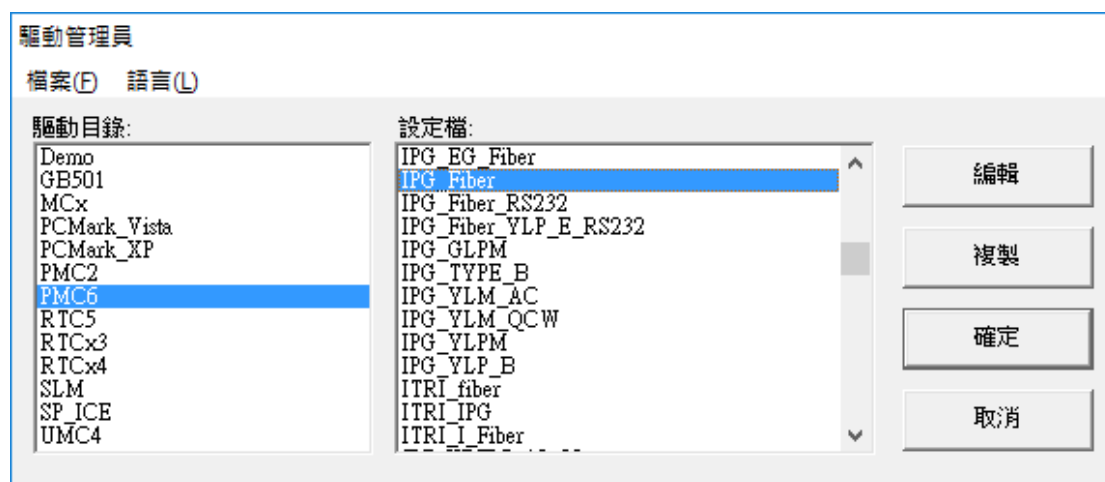 驅動管理員
檔案(F) 語言(L)
驅動目錄:
Demo
GB501
MCx
PCMark_Vista
PCMark_XP
PMC2
PMC6
RTC5
RTCx3
RTCx4
SLM
SP_ICE
UMC4
設定檔:
IPG_EG_Fiber
IPG_Fiber
IPG_Fiber_RS232
IPG_Fiber_YLP_E_RS232
IPG_GLPM
IPG_TYPE_B
IPG_YLM_AC
IPG_YLM_QCW
IPG_YLPM
IPG_YLP_B
ITRI_fiber
ITRI_IPG
ITRI_I_Fiber
編輯
複製
確定
取消